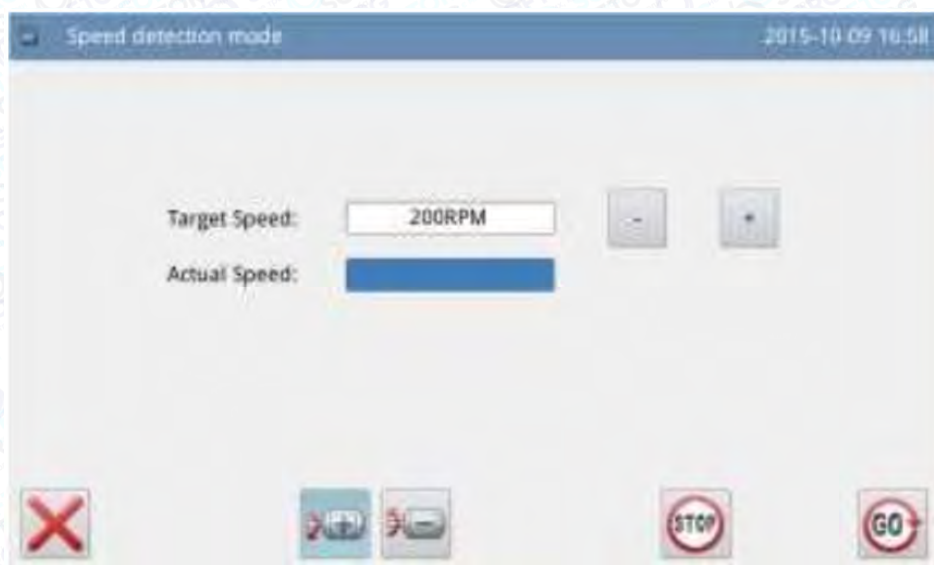 Speed detection mode 2015-10-09 16:58
Target Speed: 200RPM - +
Actual Speed:
+ - STOP GO